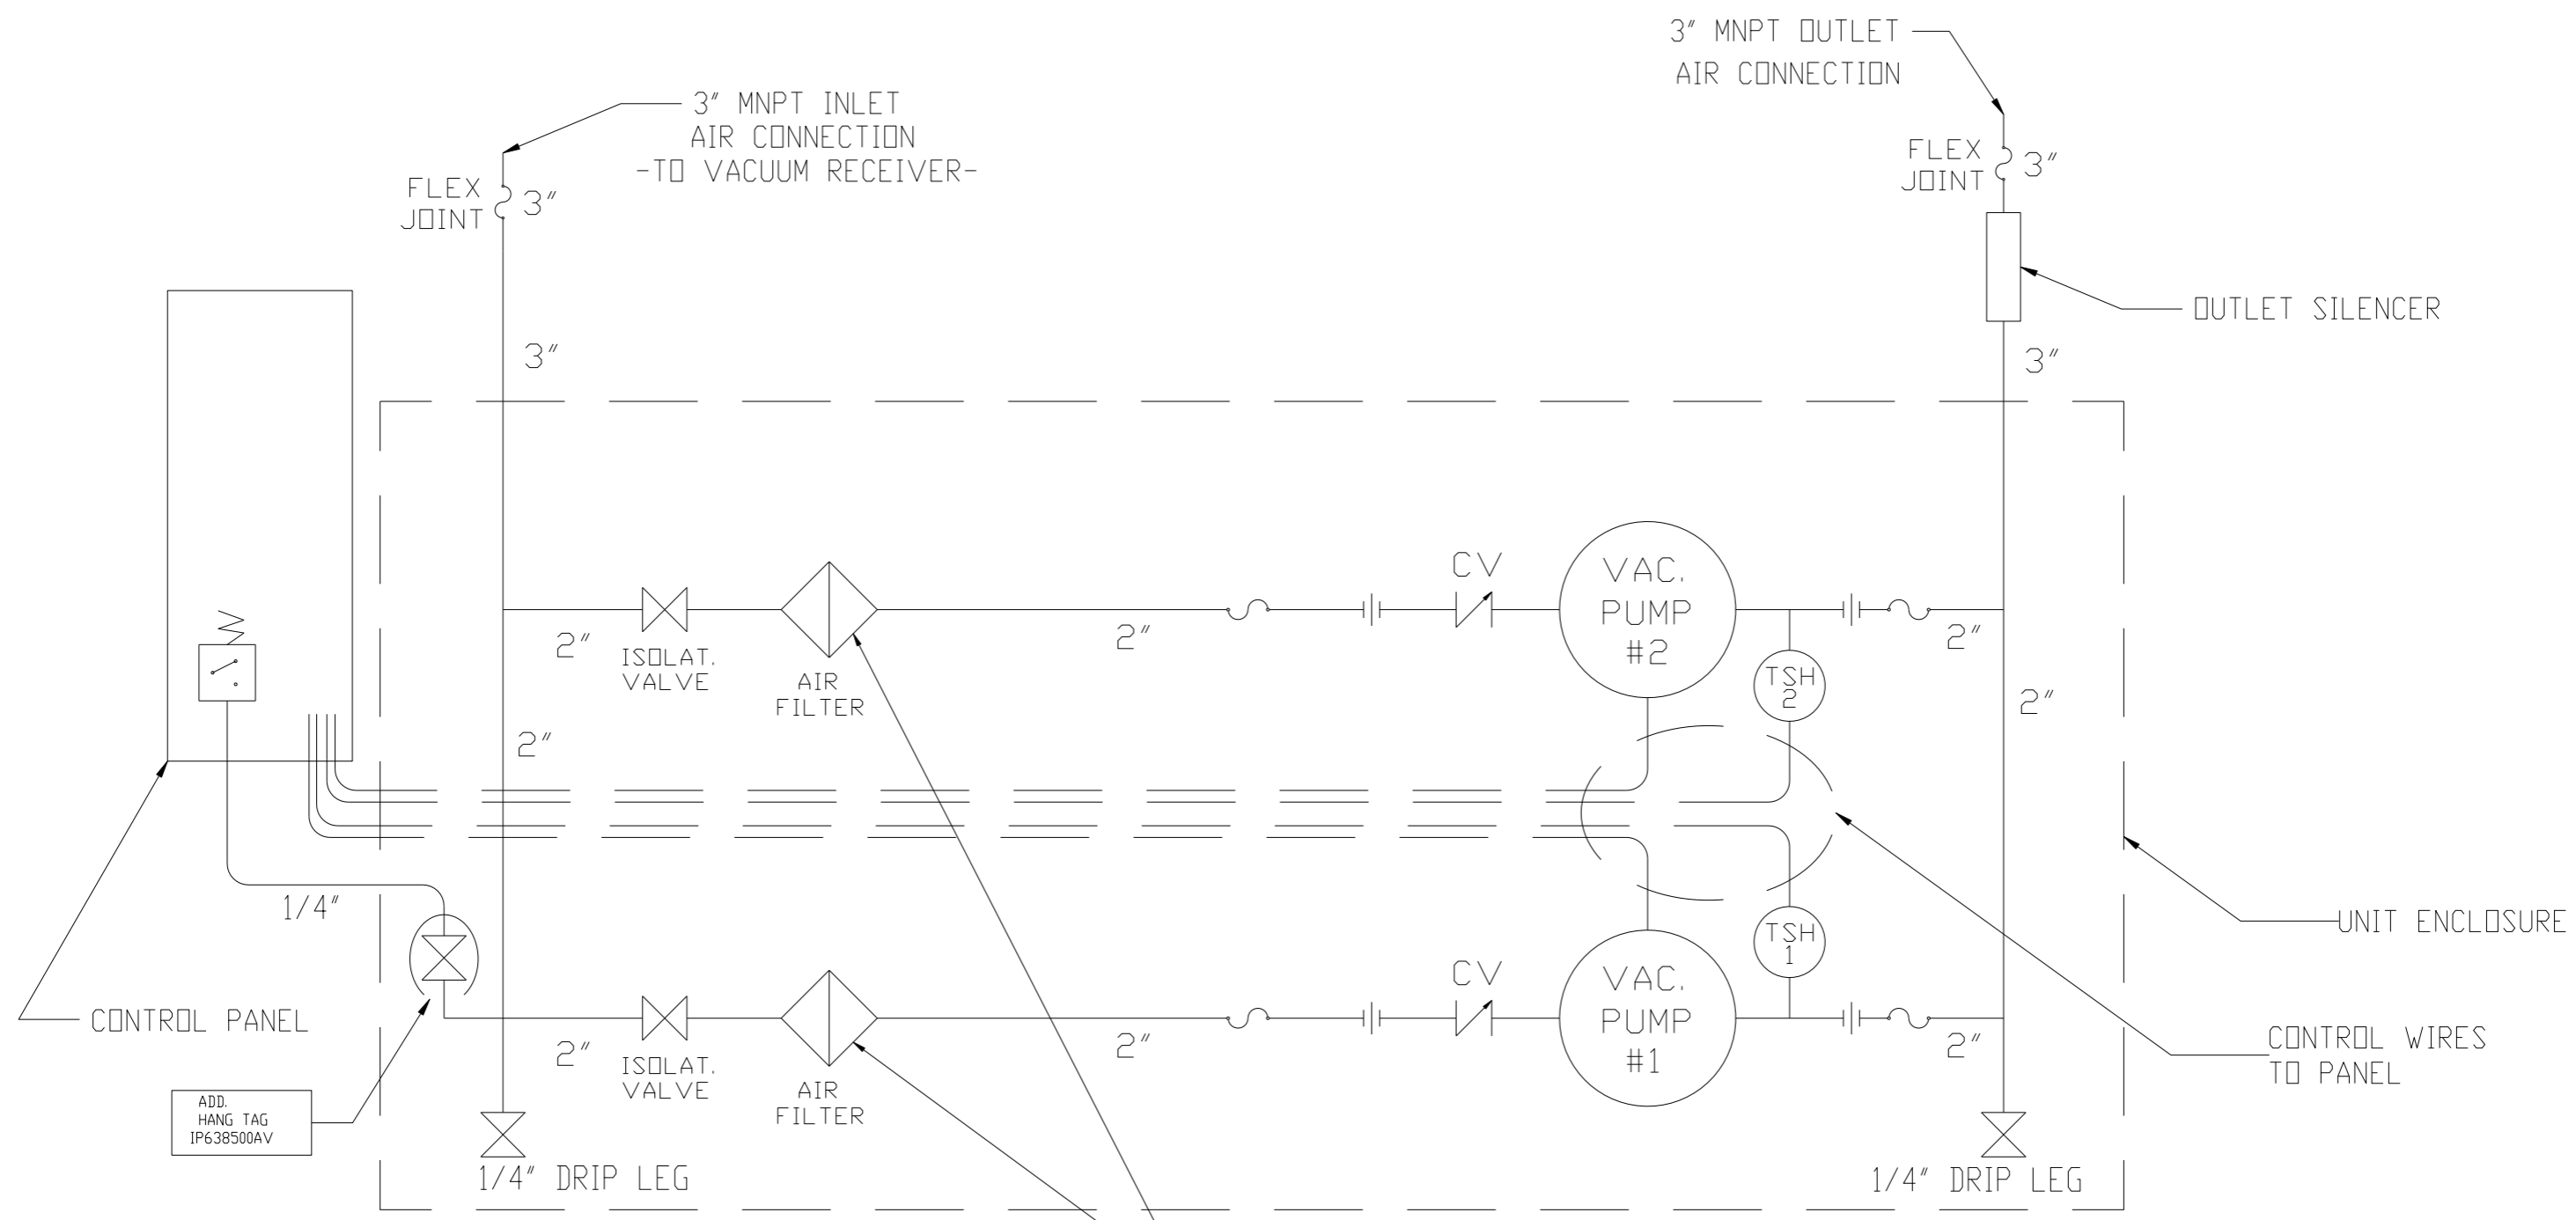 3" MNPT OUTLET
AIR CONNECTION
3" MNPT INLET
AIR CONNECTION
-TO VACUUM RECEIVER-
FLEX
JOINT
3"
FLEX
JOINT
3"
OUTLET SILENCER
3"
3"
CV
VAC.
PUMP
#2
2"
ISOLAT.
VALVE
AIR
FILTER
2"
TSH
2
2"
2"
2"
1/4"
UNIT ENCLOSURE
CV
VAC.
PUMP
#1
TSH
1
CONTROL PANEL
2"
ISOLAT.
VALVE
AIR
FILTER
2"
2"
CONTROL WIRES
TO PANEL
ADD.
HANG TAG
IP638500AV
1/4" DRIP LEG
1/4" DRIP LEG